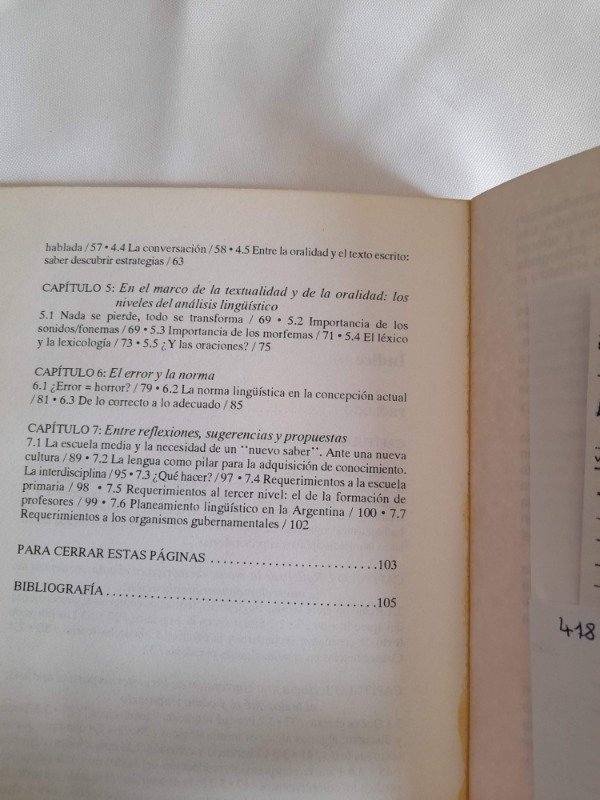 hablada / 57 • 4.4 La conversación / 58 • 4.5 Entre la oralidad y el texto escrito:
saber descubrir estrategias / 63
CAPÍTULO 5: En el marco de la textualidad y de la oralidad: los
niveles del análisis lingüístico
5.1 Nada se pierde, todo se transforma / 69 • 5.2 Importancia de los
sonidos/fonemas / 69 • 5.3 Importancia de los morfemas / 71 • 5.4 El léxico
y la lexicología / 73 • 5.5 ¿Y las oraciones? / 75
CAPÍTULO 6: El error y la norma
6.1 ¿Error = horror? / 79 • 6.2 La norma lingüística en la concepción actual
/ 81 • 6.3 De lo correcto a lo adecuado / 85
CAPÍTULO 7: Entre reflexiones, sugerencias y propuestas
7.1 La escuela media y la necesidad de un "nuevo saber". Ante una nueva
cultura / 89 • 7.2 La lengua como pilar para la adquisición de conocimiento.
La interdisciplina / 95 • 7.3 ¿Qué hacer? / 97 • 7.4 Requerimientos a la escuela
primaria / 98 • 7.5 Requerimientos al tercer nivel: el de la formación de
profesores / 99 • 7.6 Planeamiento lingüístico en la Argentina / 100 • 7.7
Requerimientos a los organismos gubernamentales / 102
PARA CERRAR ESTAS PÁGINAS ........................103
BIBLIOGRAFÍA........................................105
418